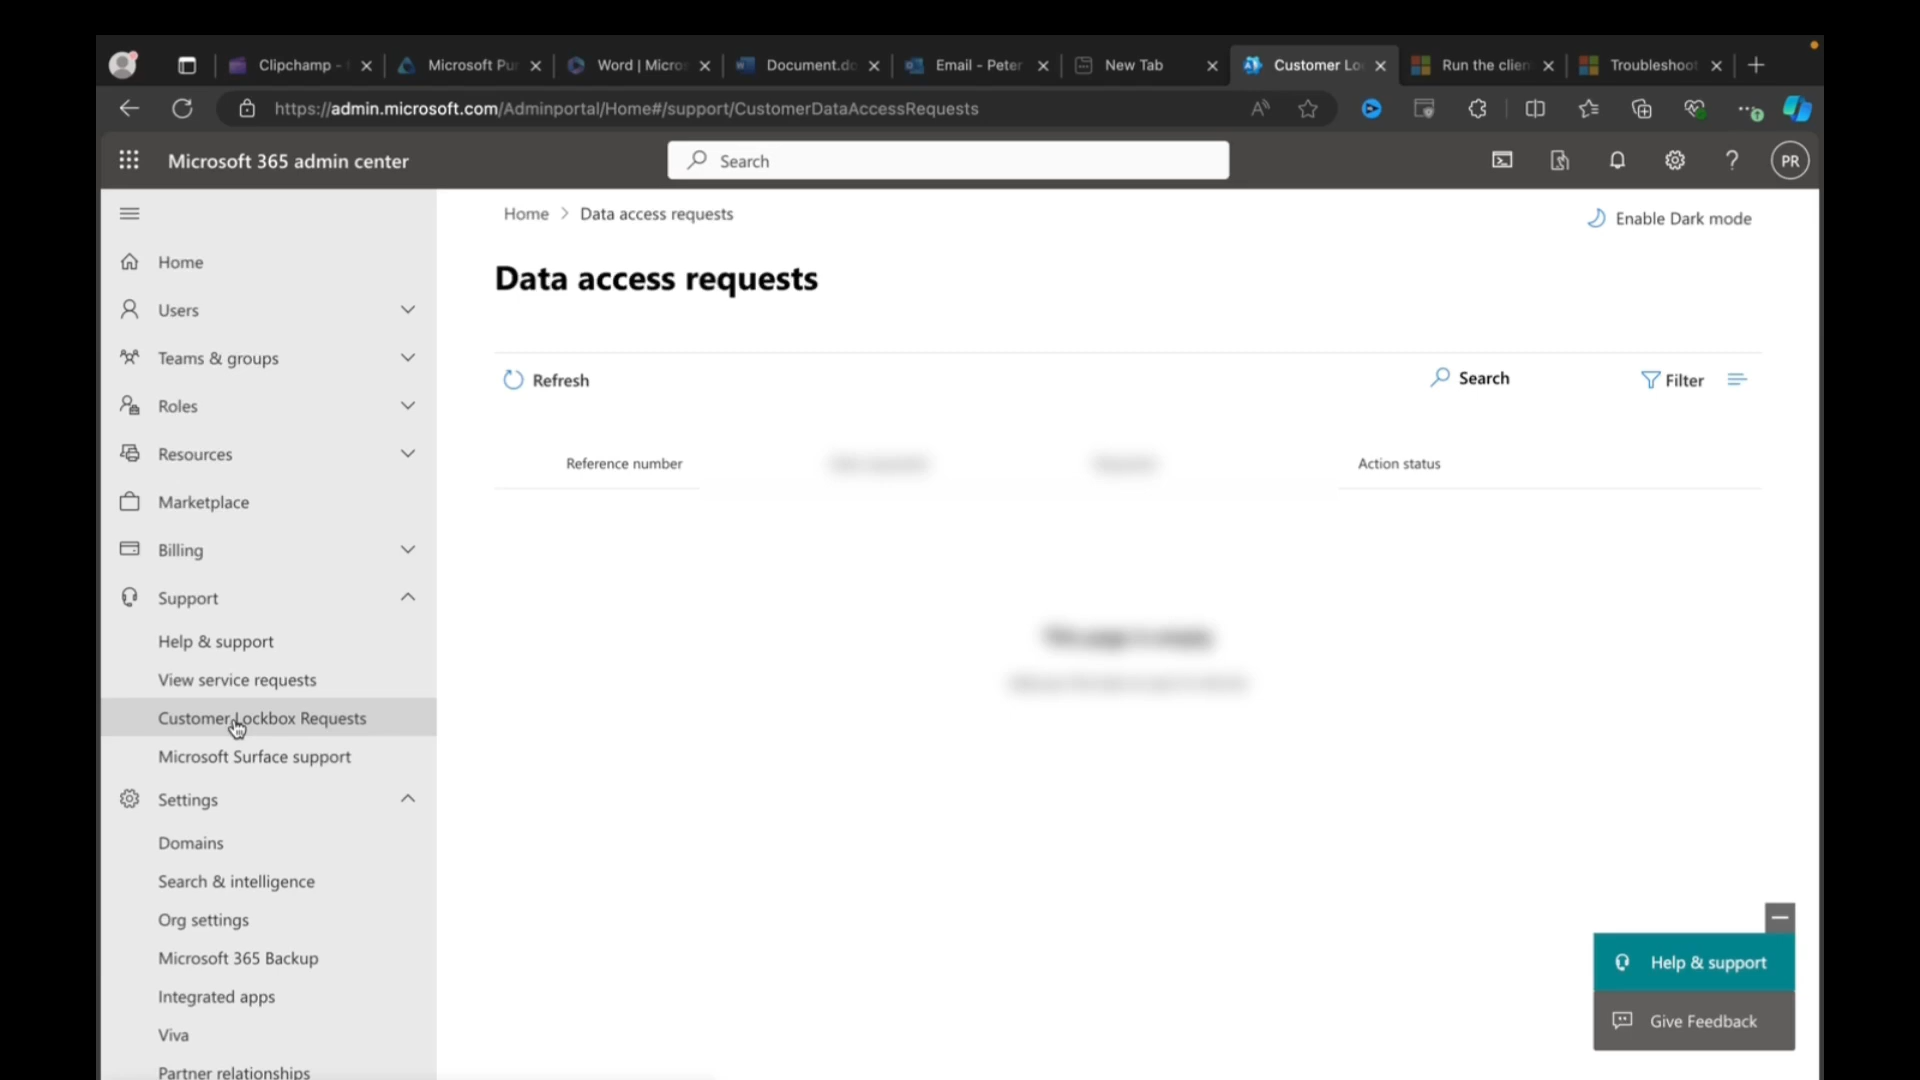 Clipchamp -
Microsoft Pur
Word | Micros
Document.do
Email - Peter
New Tab
Customer Lo
Run the clien
Troubleshoot
https://admin.microsoft.com/Adminportal/Home#/support/CustomerDataAccessRequests
Microsoft 365 admin center
Search
PR
Home > Data access requests
Enable Dark mode
Data access requests
Refresh
Search
Filter
Reference number
Action status
Home
Users
Teams & groups
Roles
Resources
Marketplace
Billing
Support
Help & support
View service requests
Customer Lockbox Requests
Microsoft Surface support
Settings
Domains
Search & intelligence
Org settings
Microsoft 365 Backup
Integrated apps
Viva
Partner relationships
Help & support
Give Feedback